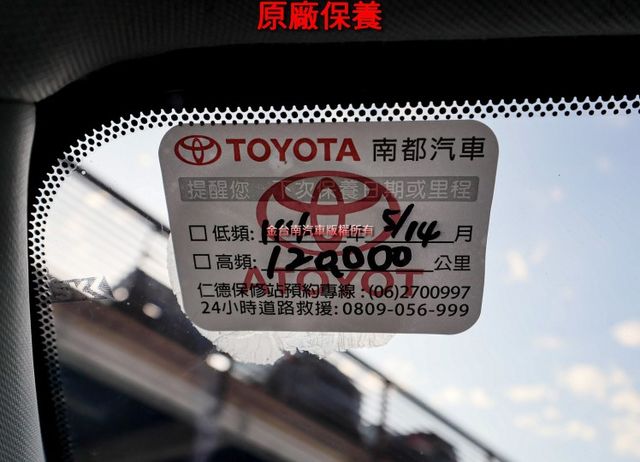 原廠保養
TOYOTA 南都汽車
提醒您 下次保養日期或里程
□ 低頻: 111 年 5/14 月
金台南汽車版權所有
□ 高頻: 120000 公里
仁德保修站預約專線:(06)2700997
24小時道路救援: 0809-056-999